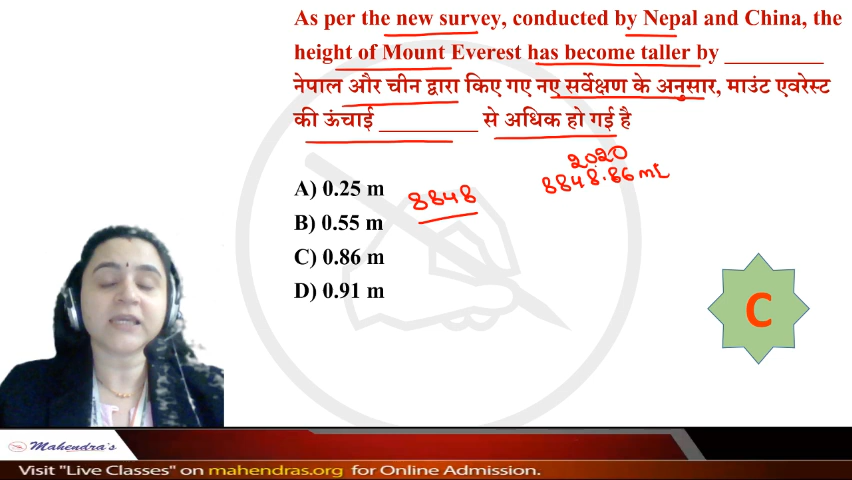 As per the new survey, conducted by Nepal and China, the
height of Mount Everest has become taller by _________
नेपाल और चीन द्वारा किए गए नए सर्वेक्षण के अनुसार, माउंट एवरेस्ट
की ऊंचाई _________ से अधिक हो गई है
2020
8848.86 mt
A) 0.25 m
8848
B) 0.55 m
C) 0.86 m
D) 0.91 m
C
Mahendra's
Visit "Live Classes" on mahendras.org for Online Admission.